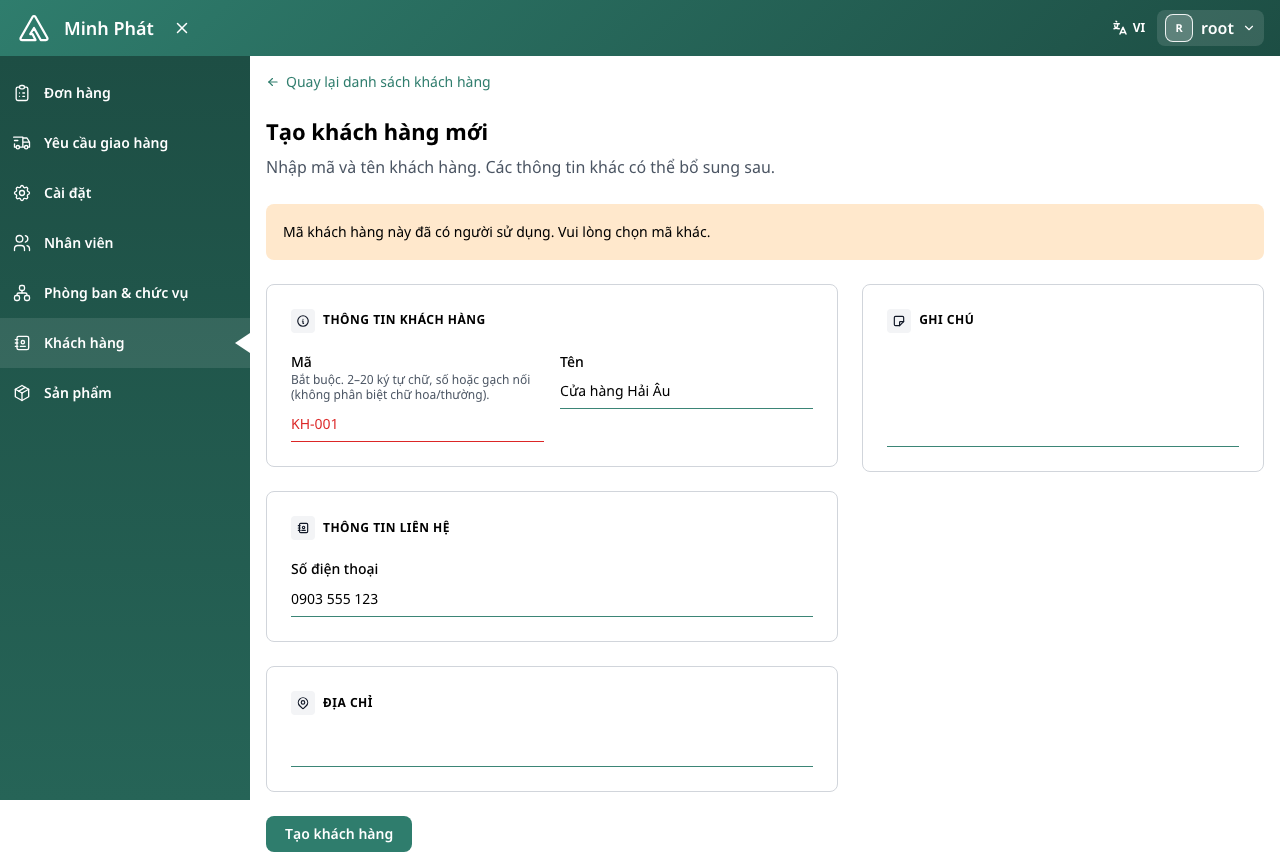 Minh Phát
VI
R
root
Đơn hàng
Yêu cầu giao hàng
Cài đặt
Nhân viên
Phòng ban & chức vụ
Khách hàng
Sản phẩm
Quay lại danh sách khách hàng
Tạo khách hàng mới
Nhập mã và tên khách hàng. Các thông tin khác có thể bổ sung sau.
Mã khách hàng này đã có người sử dụng. Vui lòng chọn mã khác.
THÔNG TIN KHÁCH HÀNG
Mã
Bắt buộc. 2–20 ký tự chữ, số hoặc gạch nối
(không phân biệt chữ hoa/thường).
KH-001
Tên
Cửa hàng Hải Âu
GHI CHÚ
THÔNG TIN LIÊN HỆ
Số điện thoại
0903 555 123
ĐỊA CHỈ
Tạo khách hàng